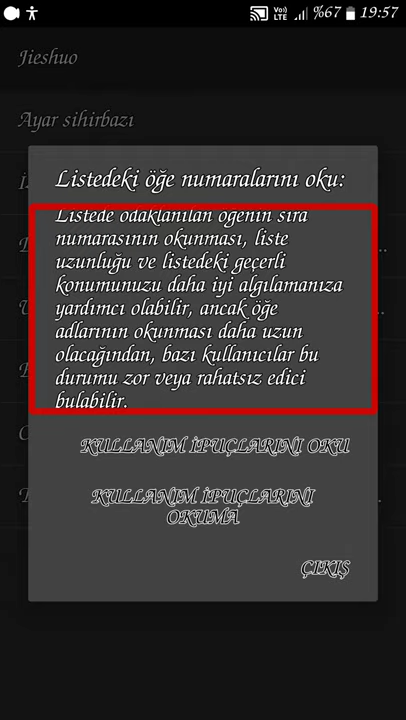 Vo))
LTE
%67
19:57
Jieshuo
Ayar sihirbazı
Listedeki öğe numaralarını oku:
Listede odaklanılan öğenin sıra
numarasının okunması, liste
uzunluğu ve listedeki geçerli
konumunuzu daha iyi algılamanıza
yardımcı olabilir, ancak öğe
adlarının okunması daha uzun
olacağından, bazı kullanıcılar bu
durumu zor veya rahatsız edici
bulabilir.
KULLANIM İPUÇLARINI OKU
KULLANIM İPUÇLARINI
OKUMA
ÇIKIŞ